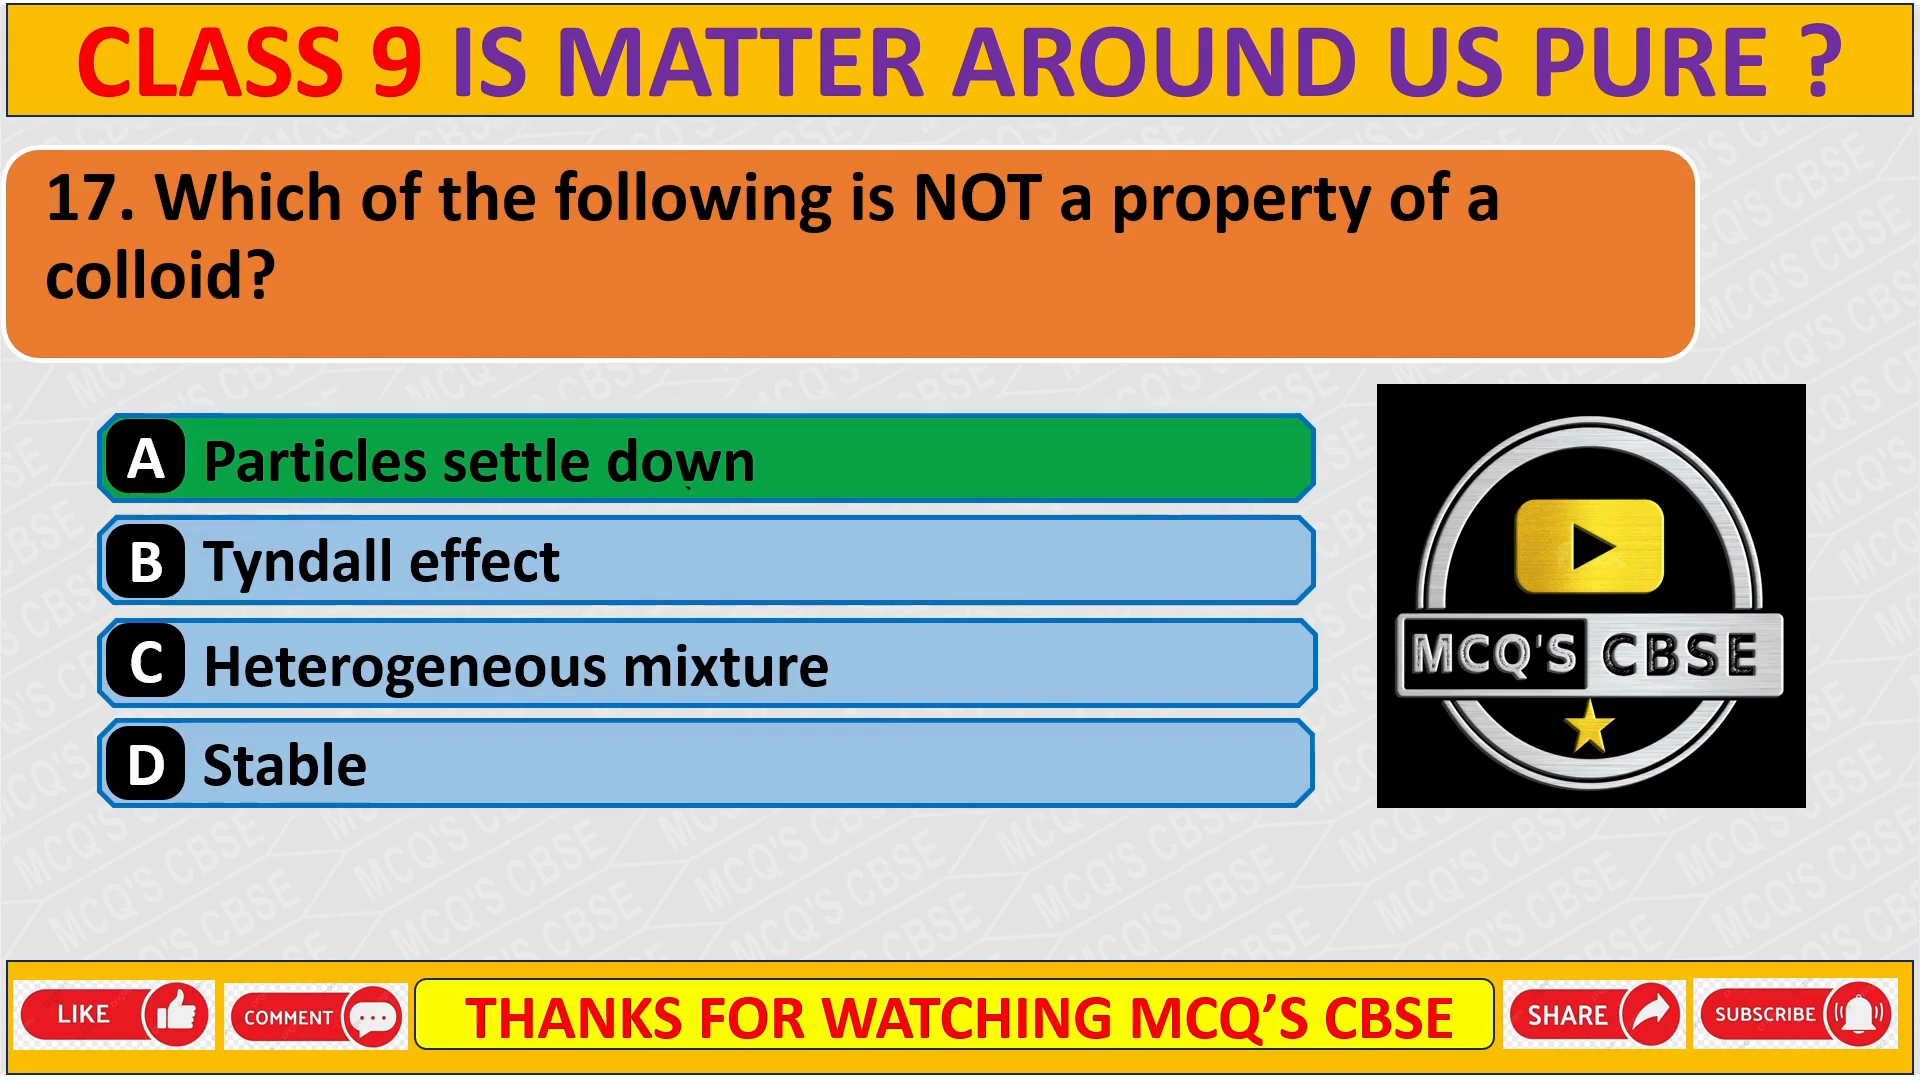 CLASS 9 IS MATTER AROUND US PURE ?
17. Which of the following is NOT a property of a
colloid?
A Particles settle down
B Tyndall effect
C Heterogeneous mixture
D Stable
MCQ'S CBSE
LIKE
COMMENT
THANKS FOR WATCHING MCQ’S CBSE
SHARE
SUBSCRIBE